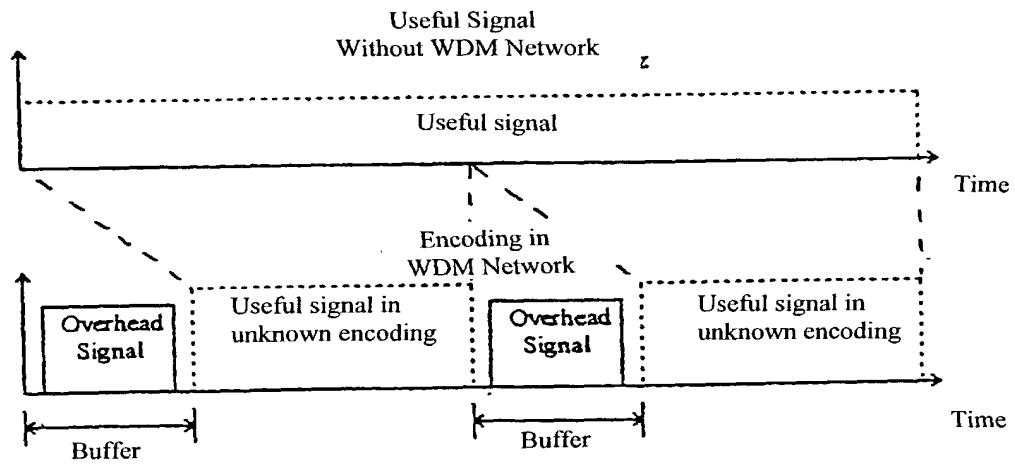 Useful Signal
Without WDM Network
z
Useful signal
Time
Encoding in
WDM Network
Overhead
Signal
Useful signal in
unknown encoding
Overhead
Signal
Useful signal in
unknown encoding
Time
Buffer
Buffer